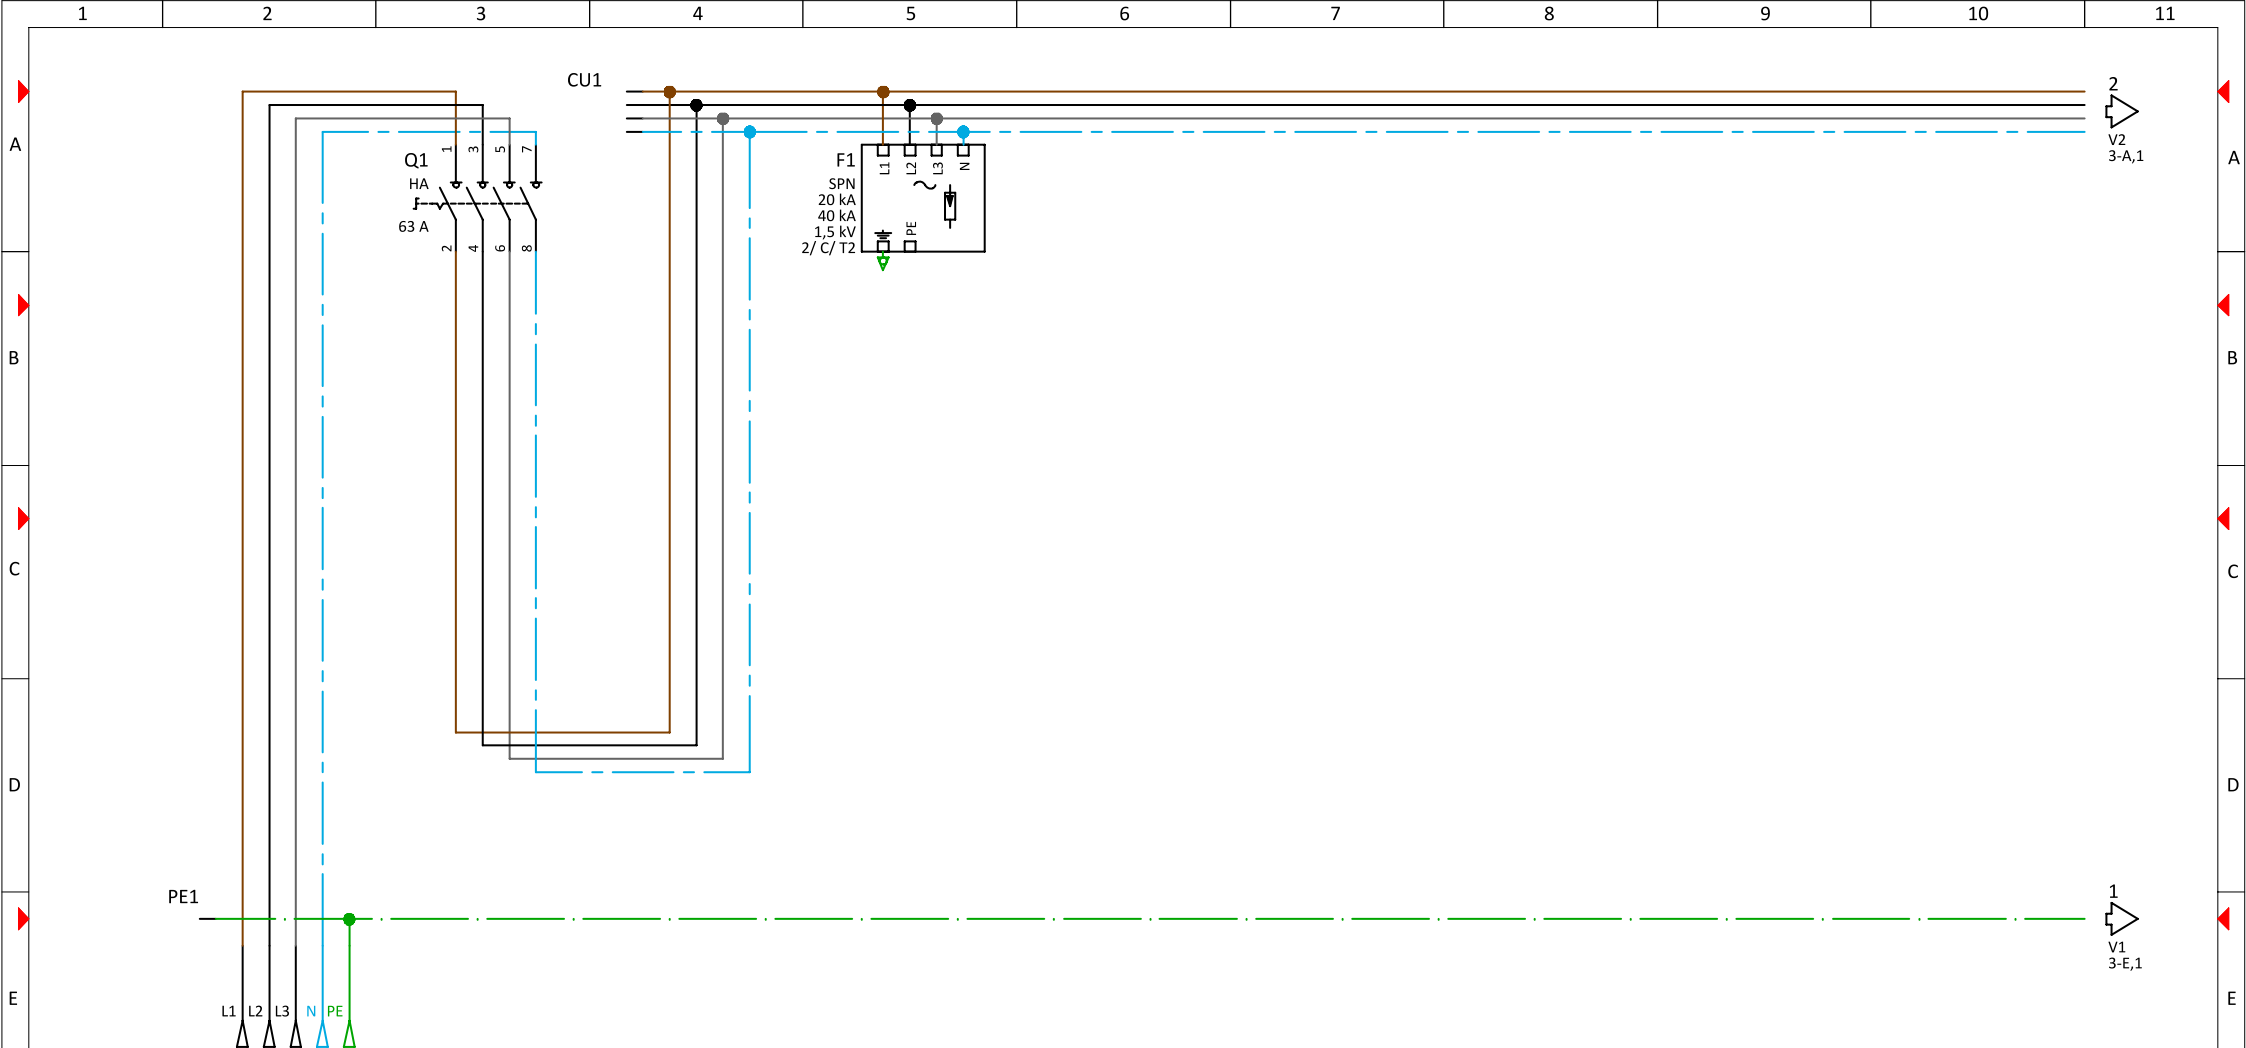 1 2 3 4 5 6 7 8 9 10 11
CU1
2
V2
3-A,1
A
A
Q1
HA
63 A
1 3 5 7
2 4 6 8
F1
SPN
20 kA
40 kA
1,5 kV
2/ C/ T2
L1 L2 L3 N
PE
B
B
C
C
D
D
PE1
1
V1
3-E,1
E
E
L1 L2 L3 N PE